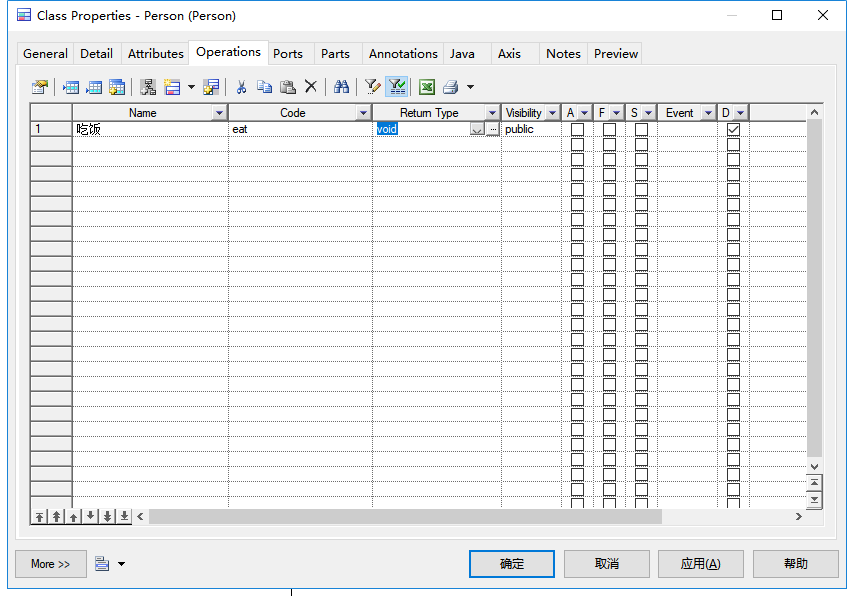 Class Properties - Person (Person)
General Detail Attributes Operations Ports Parts Annotations Java Axis Notes Preview
Name Code Return Type Visibility A F S Event D
1 吃饭 eat void ... public
More >> 确定 取消 应用(A) 帮助